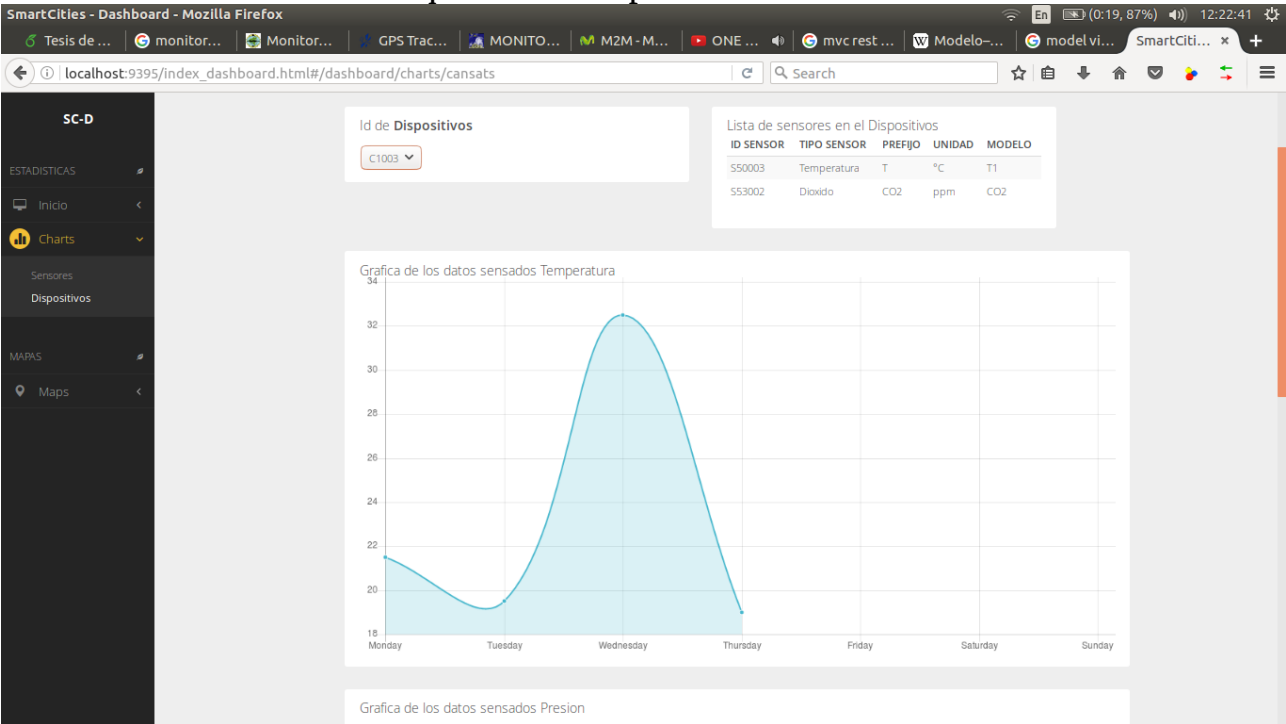 SmartCities - Dashboard - Mozilla Firefox En (0:19, 87%) 12:22:41
Tesis de ... monitor... Monitor... GPS Trac... MONITO... M2M - M... ONE ... mvc rest ... Modelo–... model vi... SmartCiti... × +
localhost:9395/index_dashboard.html#/dashboard/charts/cansats Search
SC-D
ESTADISTICAS
Inicio
Charts
Sensores
Dispositivos
MAPAS
Maps
Id de Dispositivos
C1003
Lista de sensores en el Dispositivos
ID SENSOR TIPO SENSOR PREFIJO UNIDAD MODELO
S50003 Temperatura T °C T1
S53002 Dioxido CO2 ppm CO2
Grafica de los datos sensados Temperatura
34
32
30
28
26
24
22
20
18
Monday Tuesday Wednesday Thursday Friday Saturday Sunday
Grafica de los datos sensados Presion